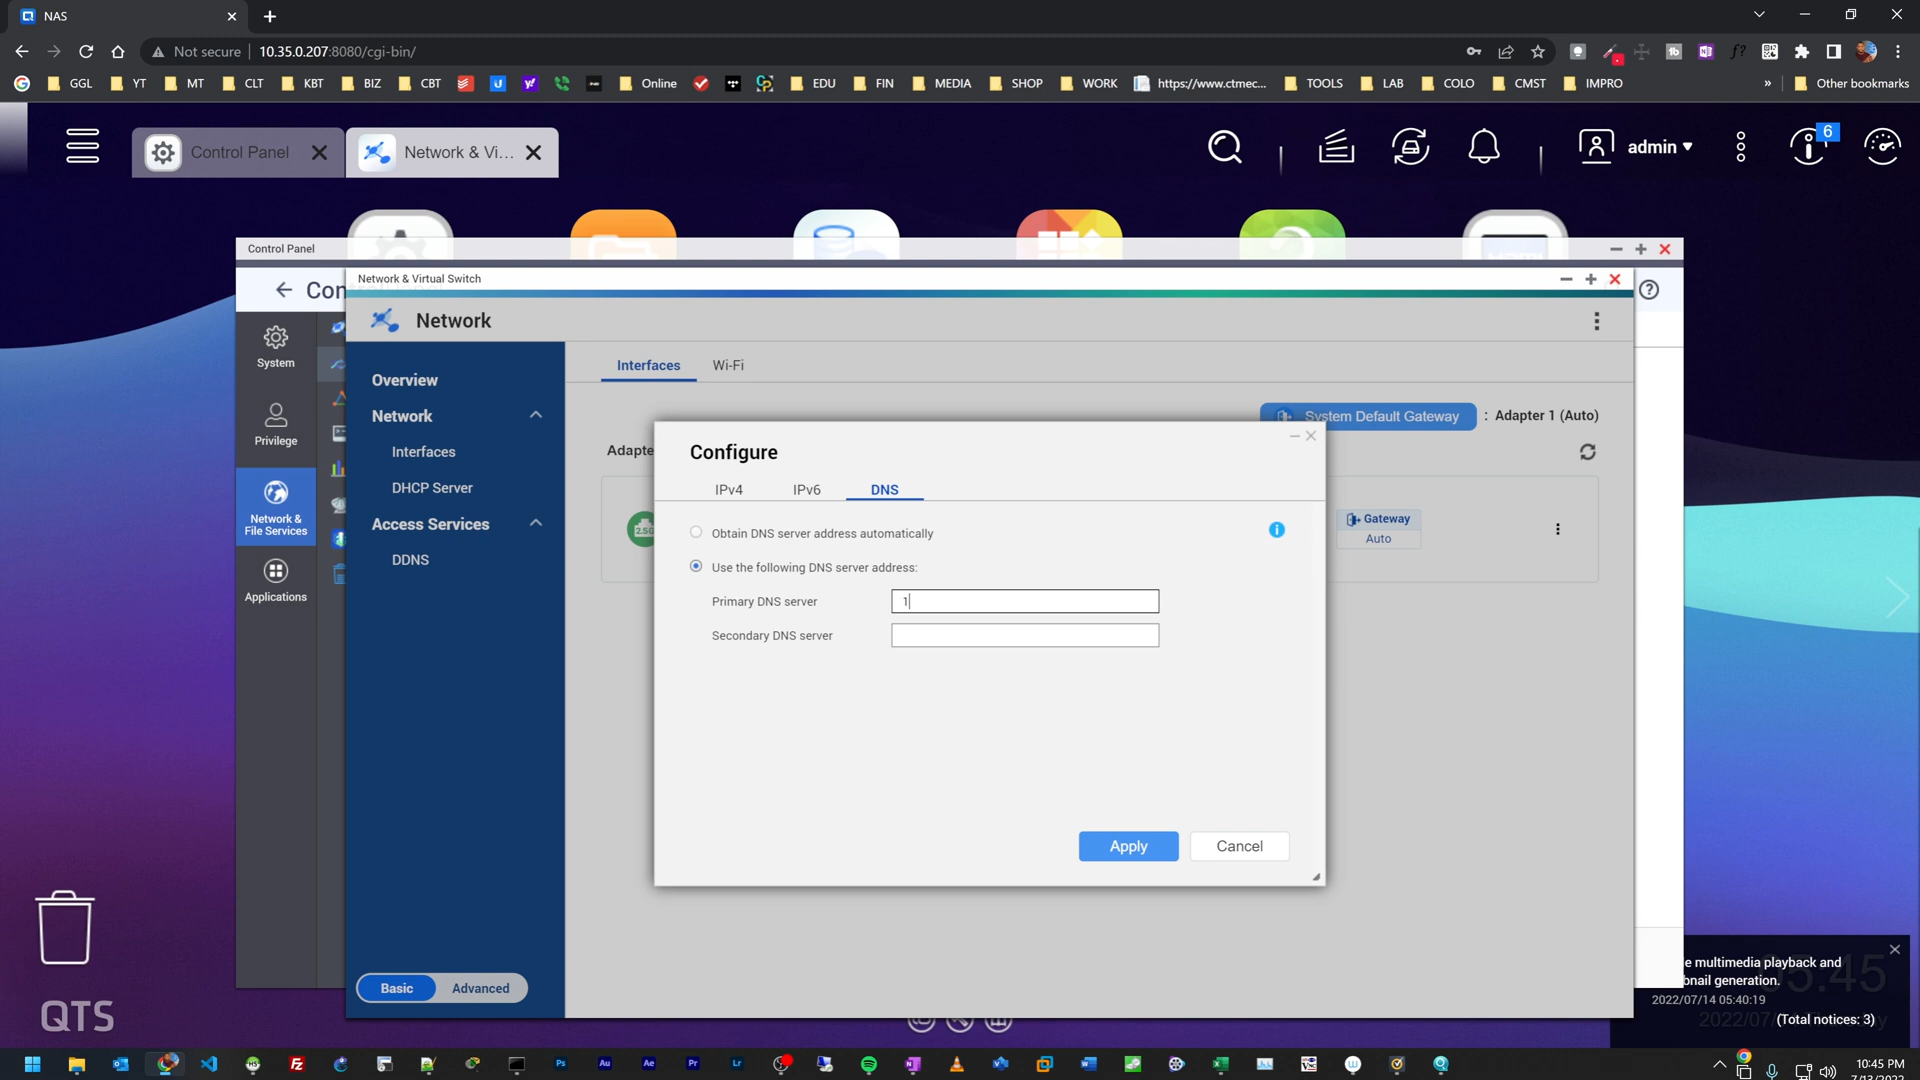 NAS
Not secure
10.35.0.207:8080/cgi-bin/
GGL
YT
MT
CLT
KBT
BIZ
CBT
Online
EDU
FIN
MEDIA
SHOP
WORK
https://www.ctmec...
TOOLS
LAB
COLO
CMST
IMPRO
»
Other bookmarks
Control Panel
Network & Vi...
admin
6
Control Panel
Network & Virtual Switch
Network
System
Privilege
Network &
File Services
Applications
Overview
Network
Interfaces
DHCP Server
Access Services
DDNS
Basic
Advanced
Interfaces
Wi-Fi
System Default Gateway
: Adapter 1 (Auto)
Gateway
Auto
Configure
IPv4
IPv6
DNS
Obtain DNS server address automatically
Use the following DNS server address:
Primary DNS server
1
Secondary DNS server
Apply
Cancel
QTS
multimedia playback and
generation.
2022/07/14 05:40:19
(Total notices: 3)
10:45 PM